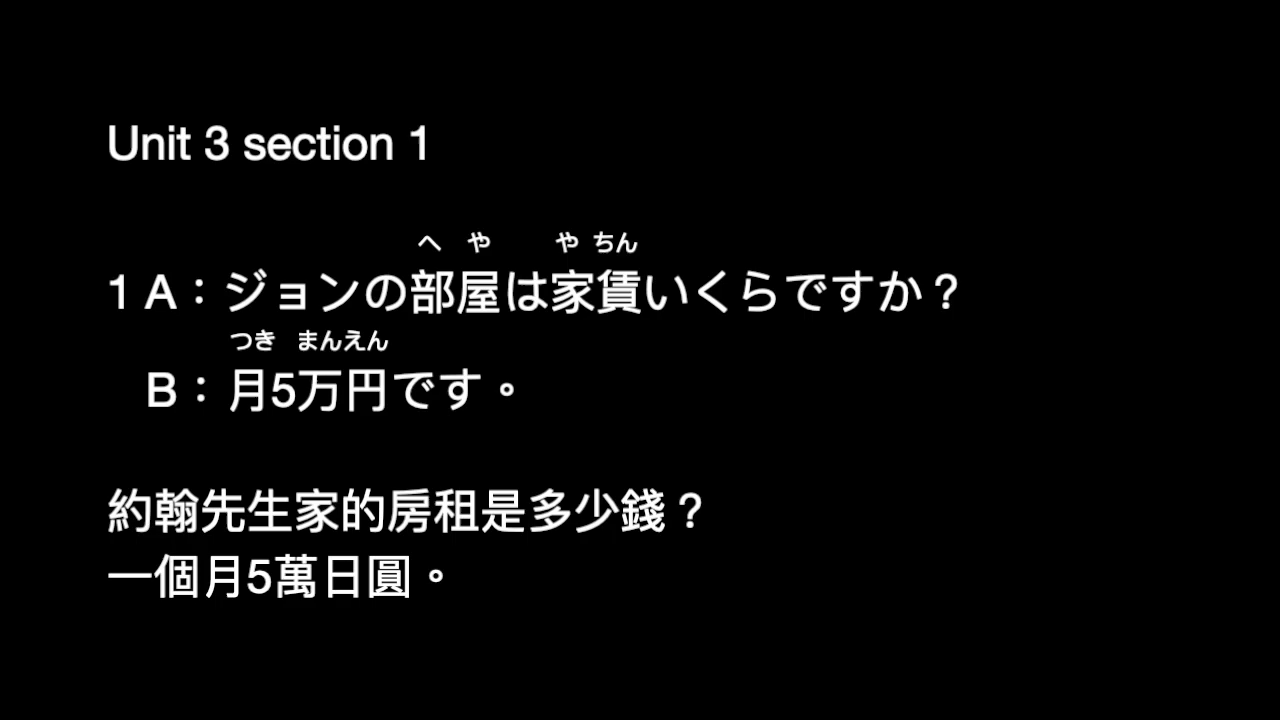 Unit 3 section 1
へ や や ちん
1 A：ジョンの部屋は家賃いくらですか？
つき まんえん
B：月5万円です。
約翰先生家的房租是多少錢？
一個月5萬日圓。